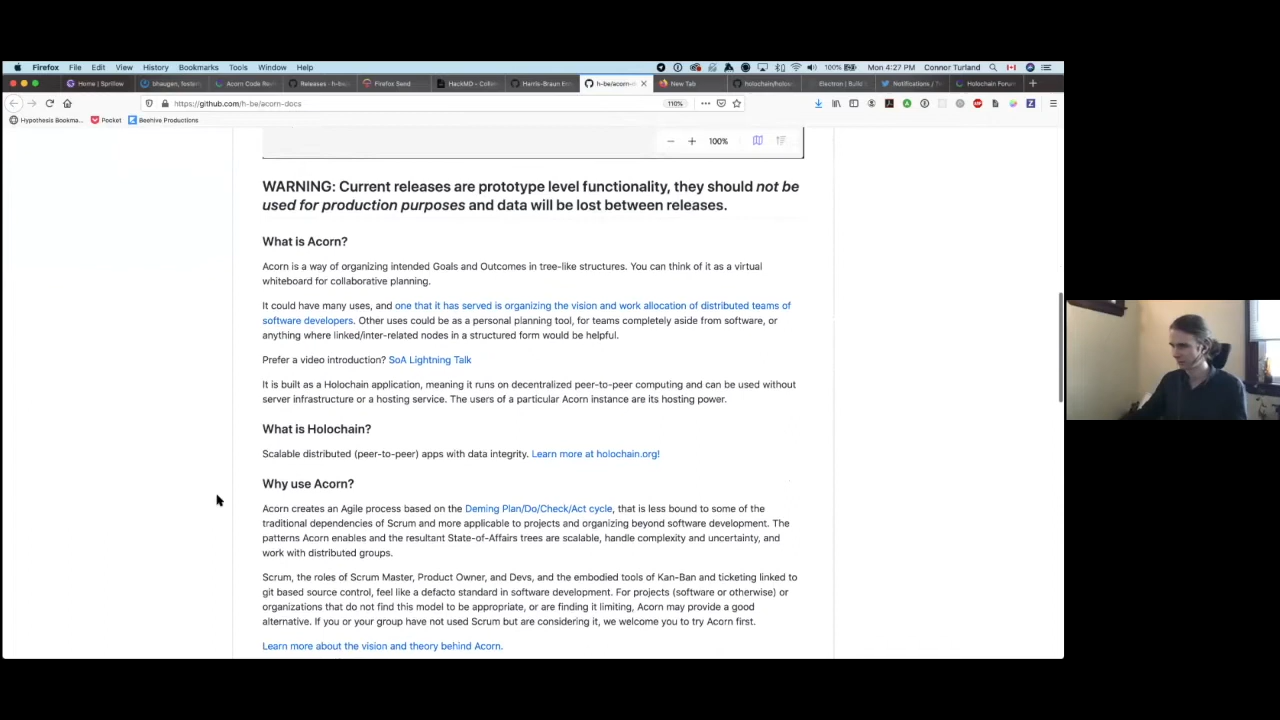 Firefox File Edit View History Bookmarks Tools Window Help 100% Mon 4:27 PM Connor Turland
Home | Sprillow bhaugen, fosterl Acorn Code Re Releases · h-be Firefox Send HackMD - Colla Harris-Braun En h-be/acorn-d New Tab holochain/holoc Electron | Build Notifications / Holochain Forum
https://github.com/h-be/acorn-docs 110%
Hypothesis Bookma... Pocket Beehive Productions
100%
WARNING: Current releases are prototype level functionality, they should not be
used for production purposes and data will be lost between releases.
What is Acorn?
Acorn is a way of organizing intended Goals and Outcomes in tree-like structures. You can think of it as a virtual
whiteboard for collaborative planning.
It could have many uses, and one that it has served is organizing the vision and work allocation of distributed teams of
software developers. Other uses could be as a personal planning tool, for teams completely aside from software, or
anything where linked/inter-related nodes in a structured form would be helpful.
Prefer a video introduction? SoA Lightning Talk
It is built as a Holochain application, meaning it runs on decentralized peer-to-peer computing and can be used without
server infrastructure or a hosting service. The users of a particular Acorn instance are its hosting power.
What is Holochain?
Scalable distributed (peer-to-peer) apps with data integrity. Learn more at holochain.org!
Why use Acorn?
Acorn creates an Agile process based on the Deming Plan/Do/Check/Act cycle, that is less bound to some of the
traditional dependencies of Scrum and more applicable to projects and organizing beyond software development. The
patterns Acorn enables and the resultant State-of-Affairs trees are scalable, handle complexity and uncertainty, and
work with distributed groups.
Scrum, the roles of Scrum Master, Product Owner, and Devs, and the embodied tools of Kan-Ban and ticketing linked to
git based source control, feel like a defacto standard in software development. For projects (software or otherwise) or
organizations that do not find this model to be appropriate, or are finding it limiting, Acorn may provide a good
alternative. If you or your group have not used Scrum but are considering it, we welcome you to try Acorn first.
Learn more about the vision and theory behind Acorn.